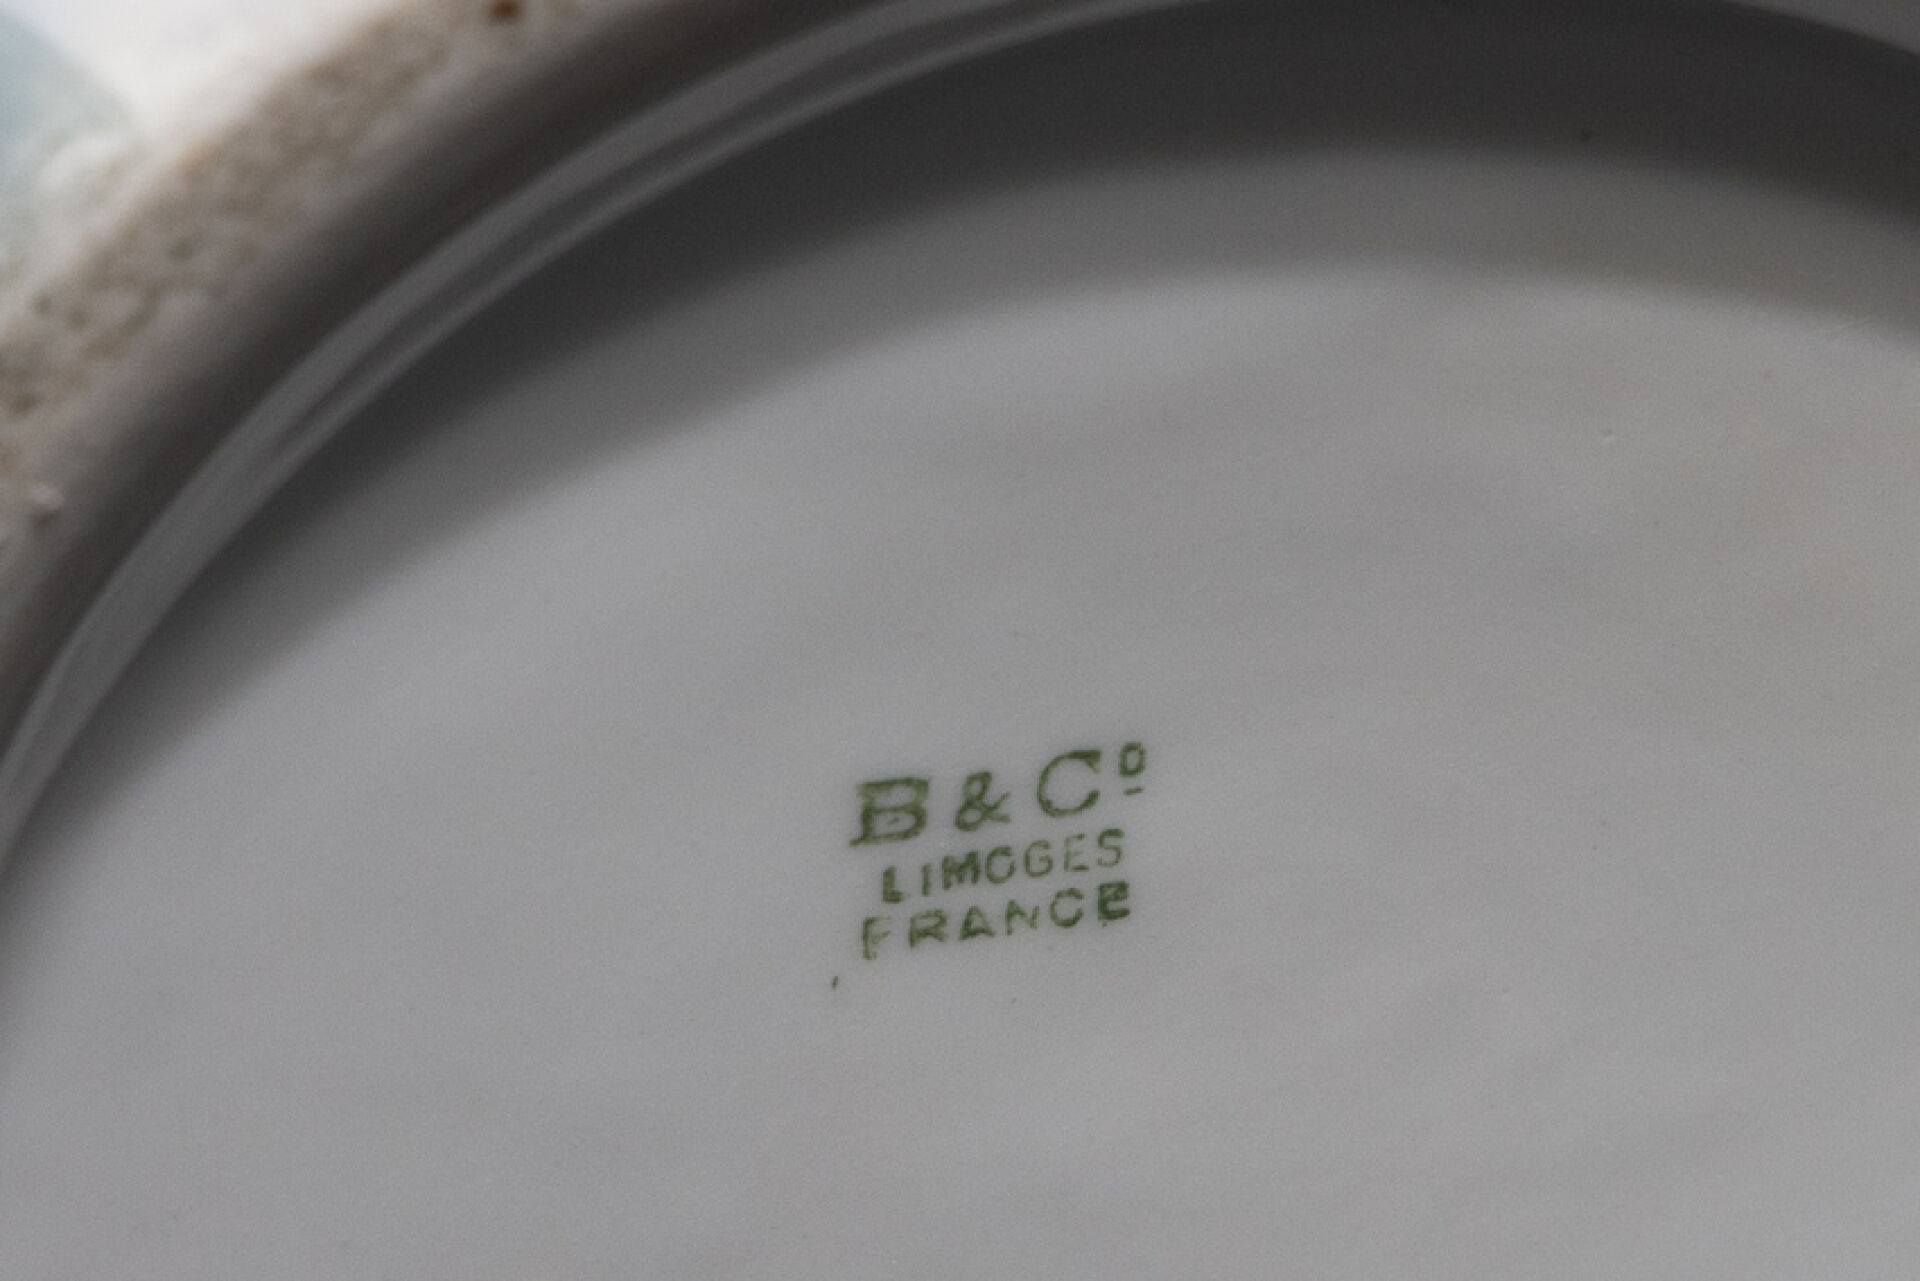 B & Cº
LIMOGES
FRANCE